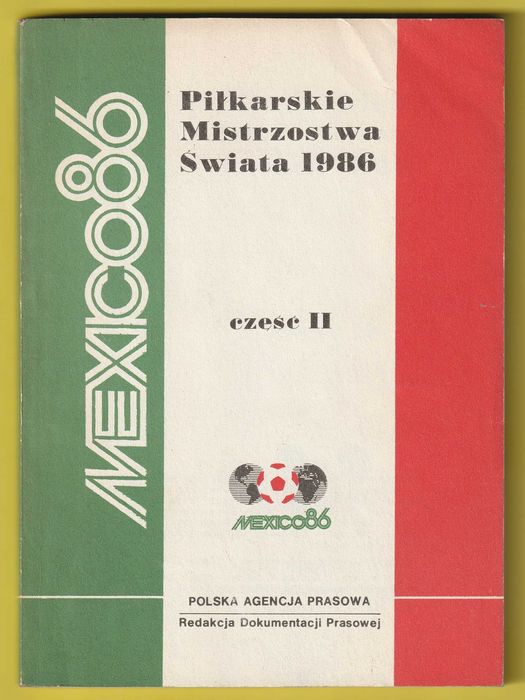 MEXICO86
Piłkarskie
Mistrzostwa
Świata 1986
część II
MEXICO86
POLSKA AGENCJA PRASOWA
Redakcja Dokumentacji Prasowej